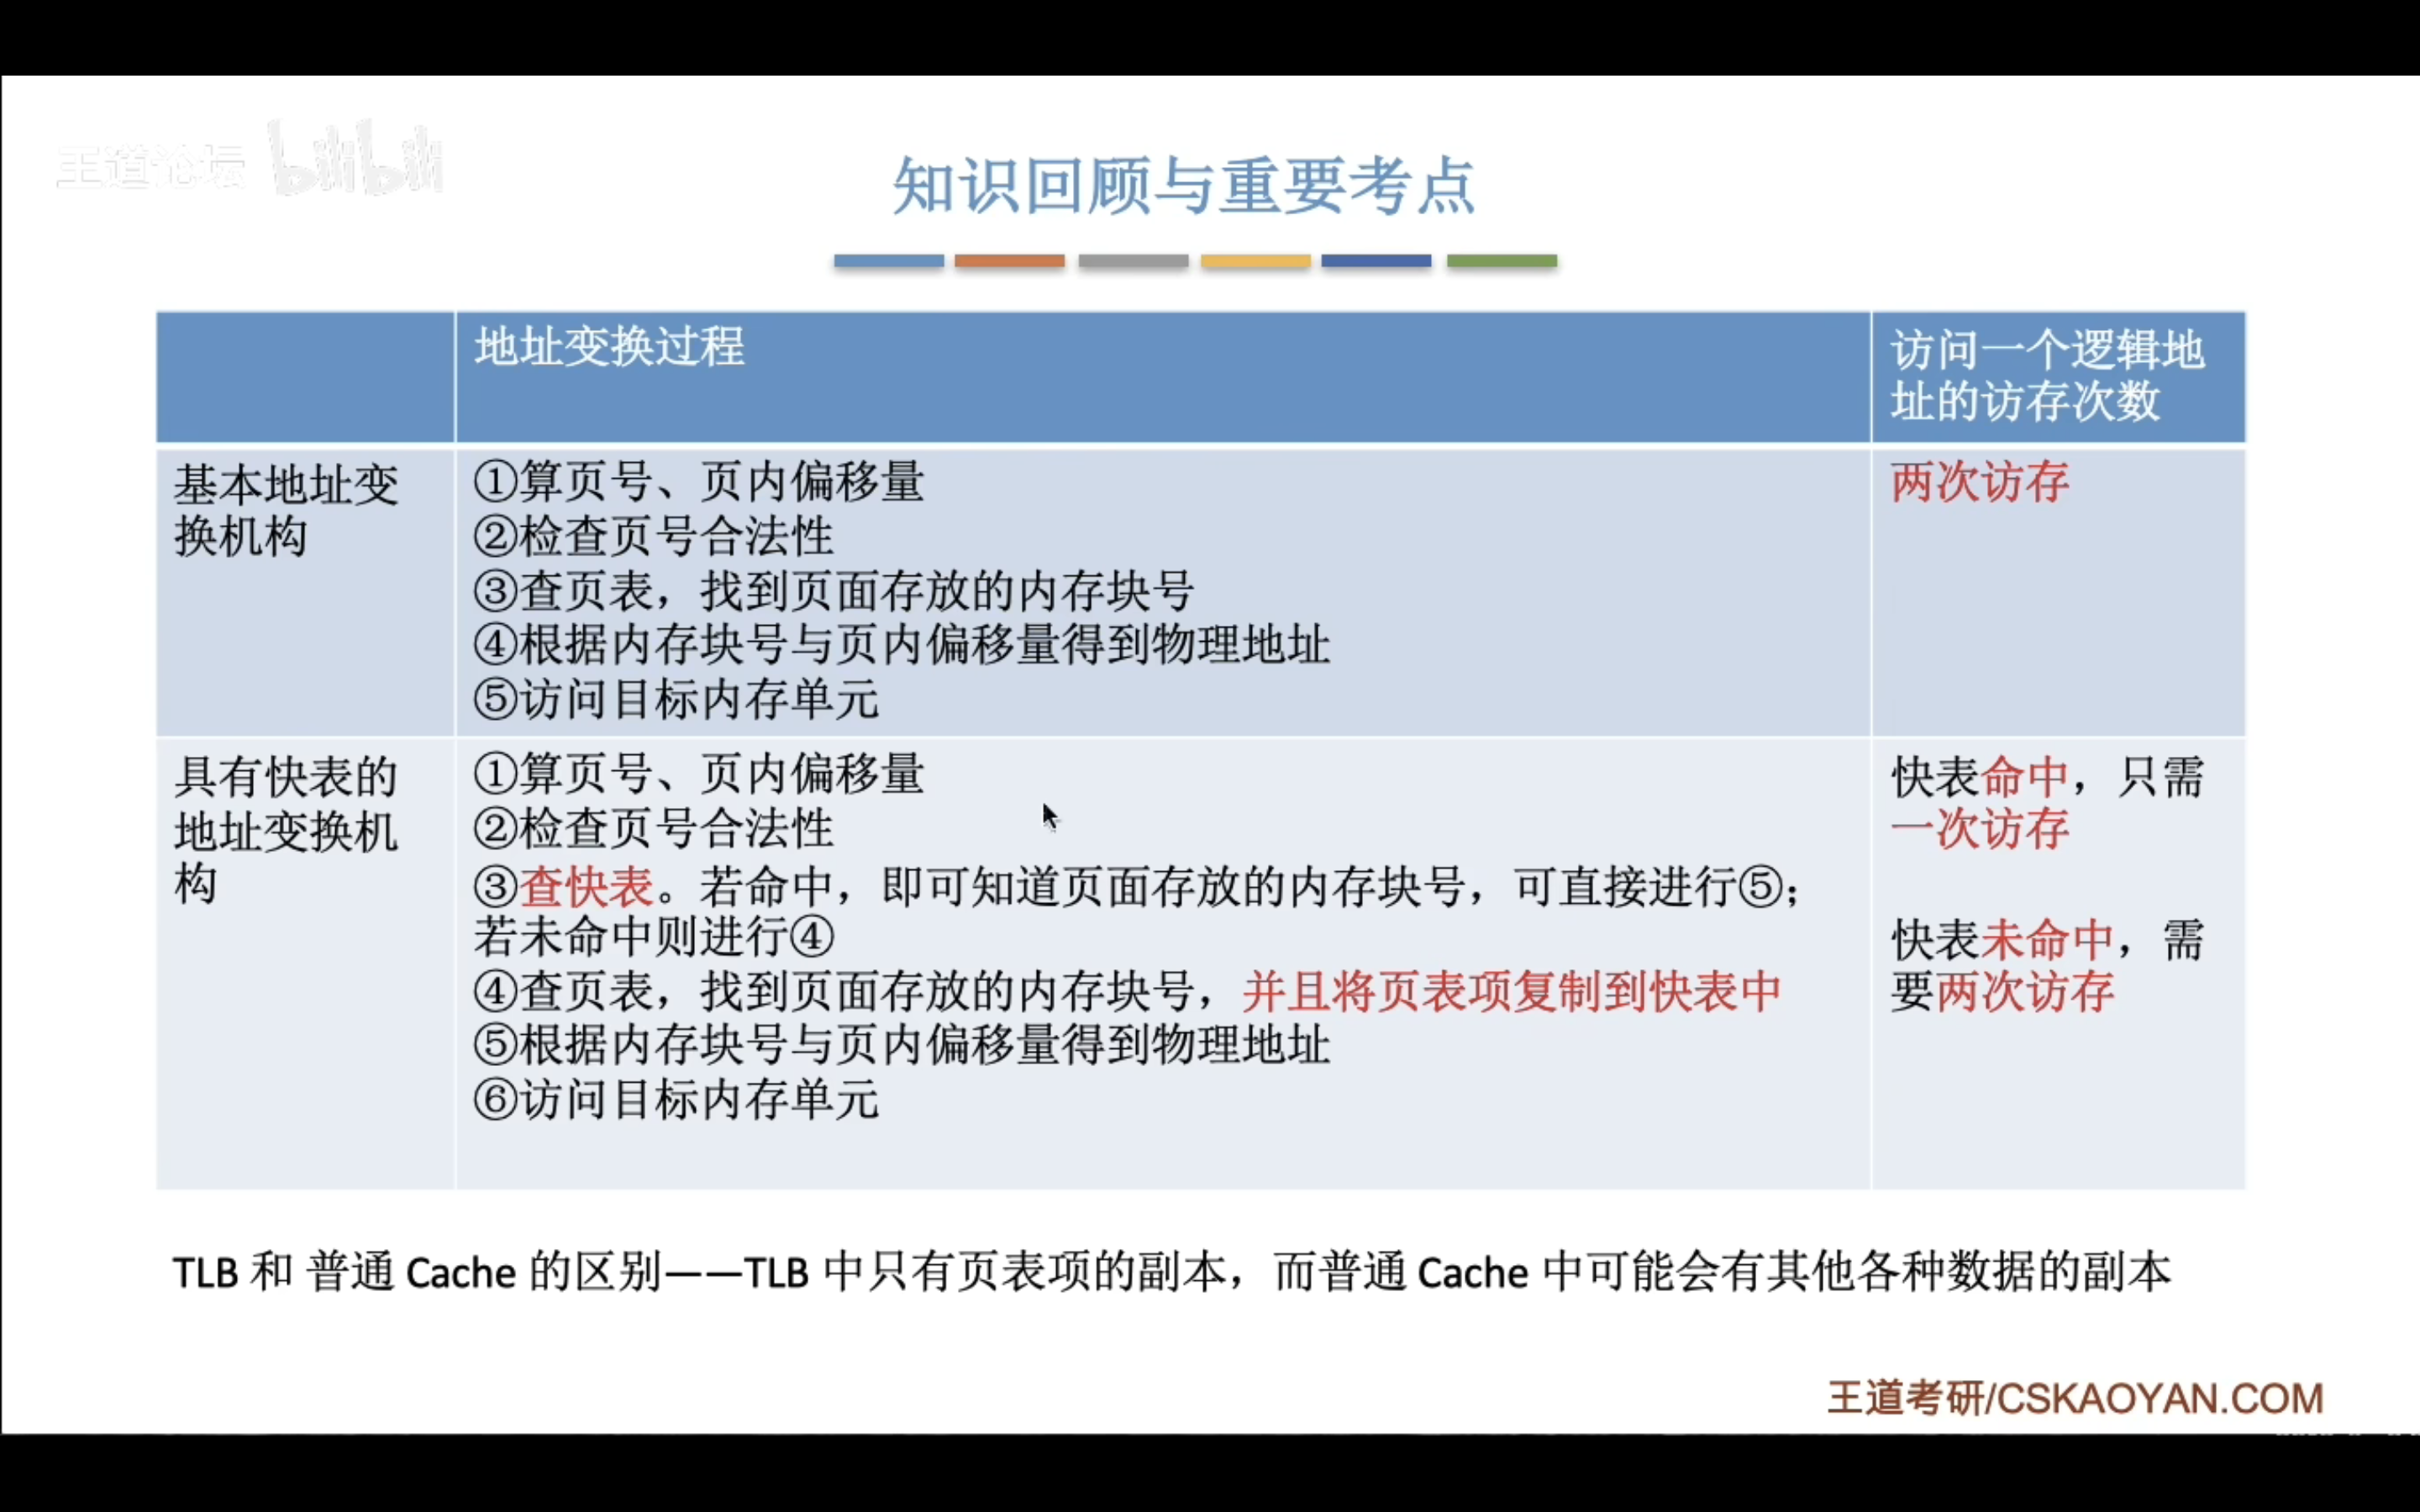 王道论坛 bilibili
知识回顾与重要考点
地址变换过程
访问一个逻辑地
址的访存次数
基本地址变
换机构
①算页号、页内偏移量
②检查页号合法性
③查页表，找到页面存放的内存块号
④根据内存块号与页内偏移量得到物理地址
⑤访问目标内存单元
两次访存
具有快表的
地址变换机
构
①算页号、页内偏移量
②检查页号合法性
③查快表。若命中，即可知道页面存放的内存块号，可直接进行⑤；
若未命中则进行④
④查页表，找到页面存放的内存块号，并且将页表项复制到快表中
⑤根据内存块号与页内偏移量得到物理地址
⑥访问目标内存单元
快表命中，只需
一次访存
快表未命中，需
要两次访存
TLB 和 普通 Cache 的区别——TLB 中只有页表项的副本，而普通 Cache 中可能会有其他各种数据的副本
王道考研/CSKAOYAN.COM